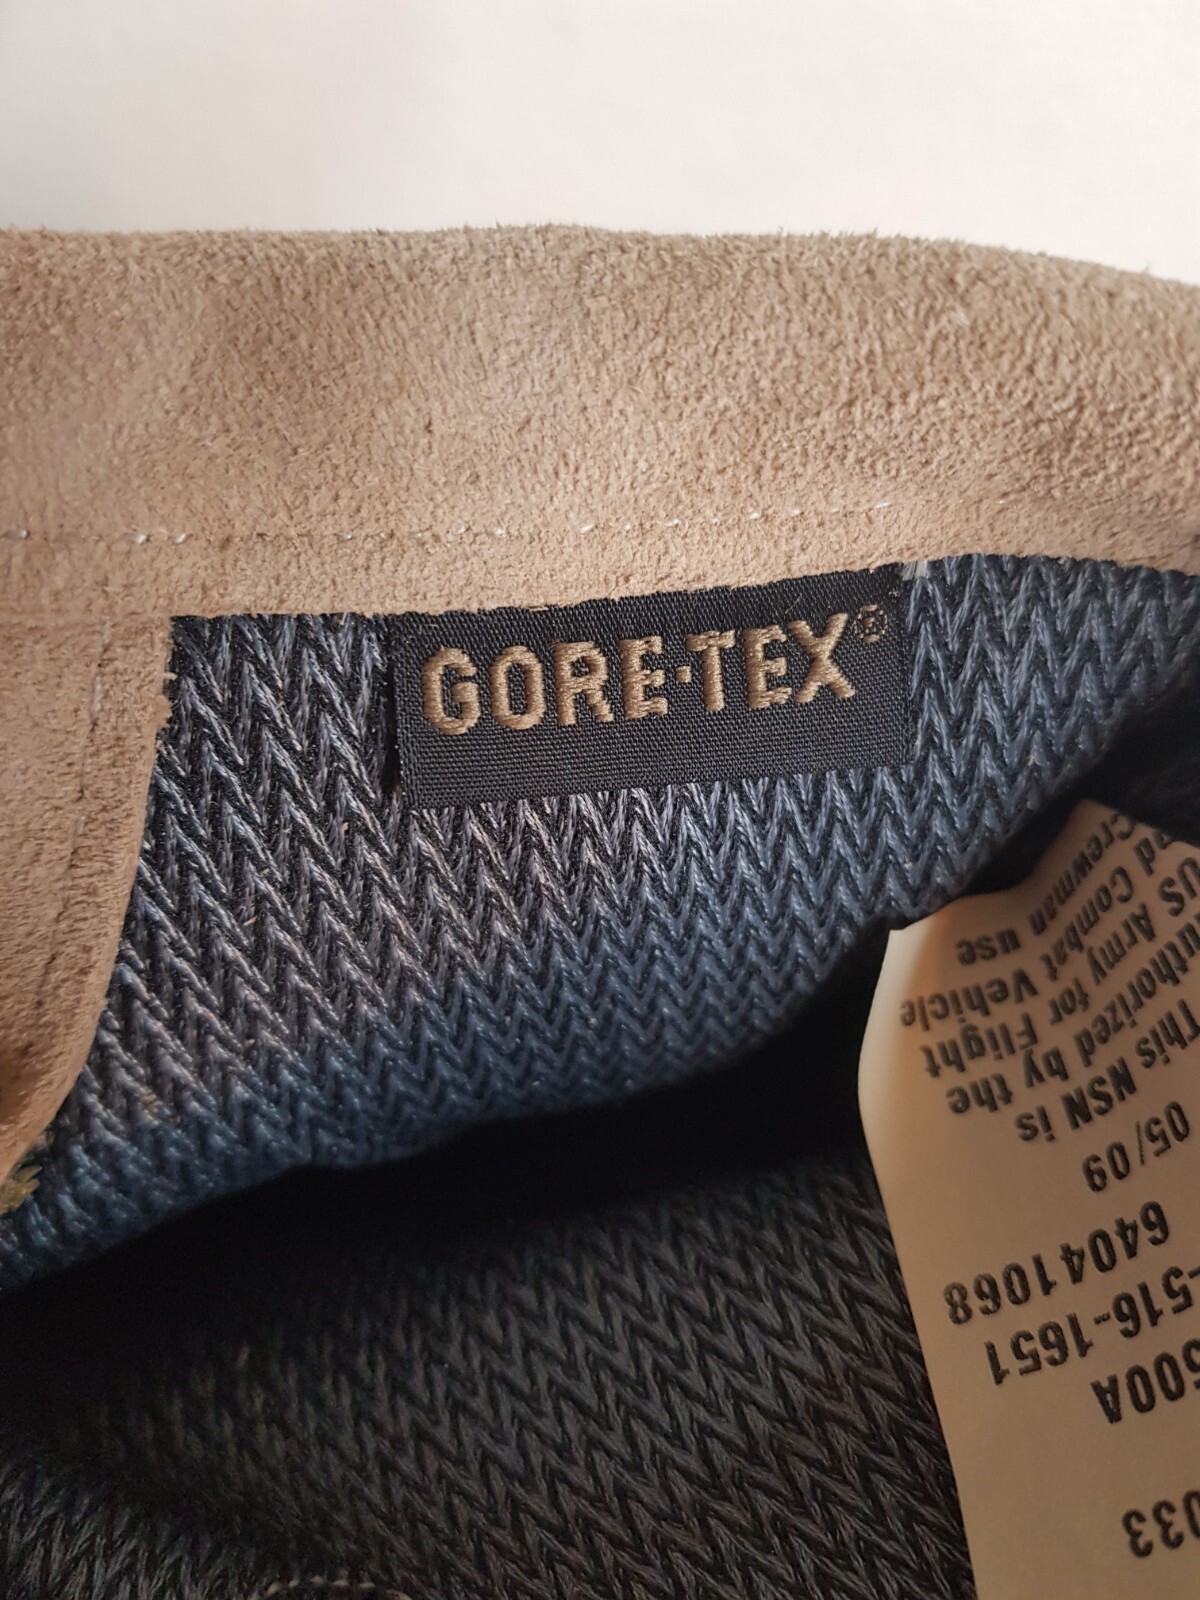 GORE-TEX®
033
500A
516-1651
64041068
05/09
This NSN is
Authorized by the
US Army for Flight
Combat Vehicle
Crewman use